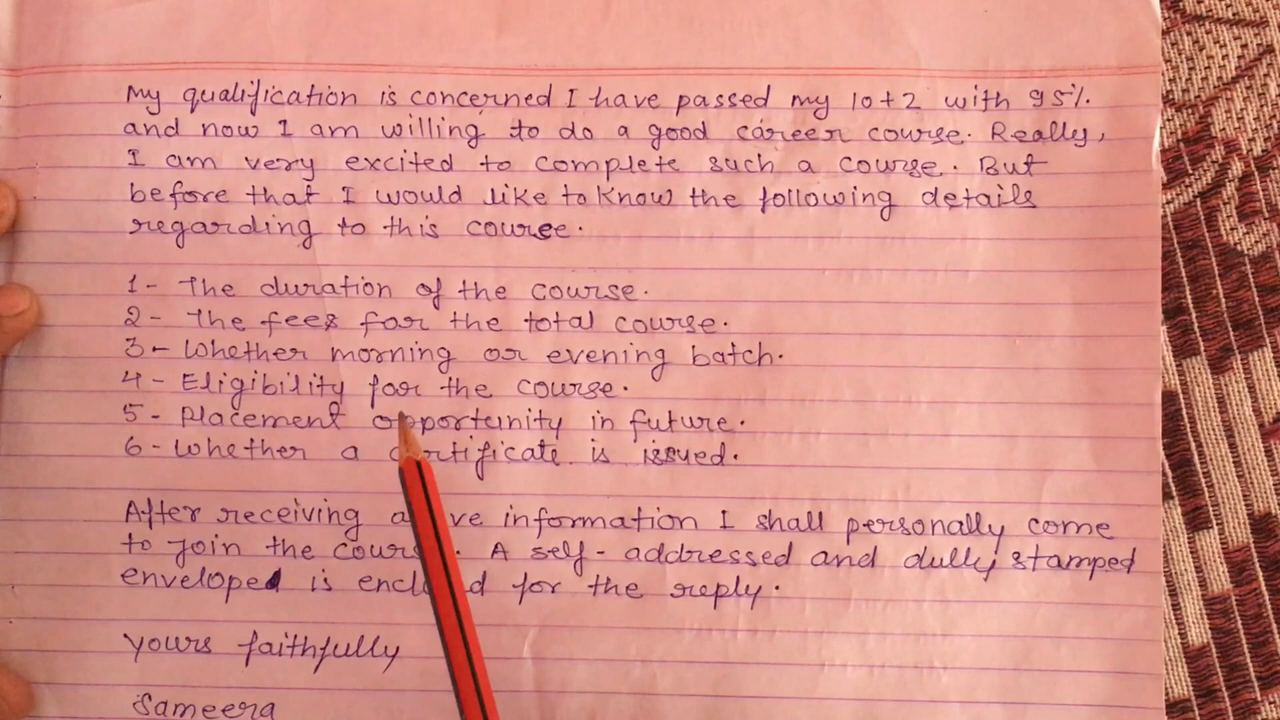 My qualification is concerned I have passed my 10+2 with 95%.
and now I am willing to do a good career course. Really,
I am very excited to complete such a course. But
before that I would like to know the following details
regarding to this course.
1- The duration of the course.
2- The fees for the total course.
3- Whether morning or evening batch.
4- Eligibility for the course.
5- Placement opportunity in future.
6- Whether a certificate is issued.
After receiving information I shall personally come
to join the course. A self-addressed and dully stamped
enveloped is for the reply.
Yours faithfully
Sameera